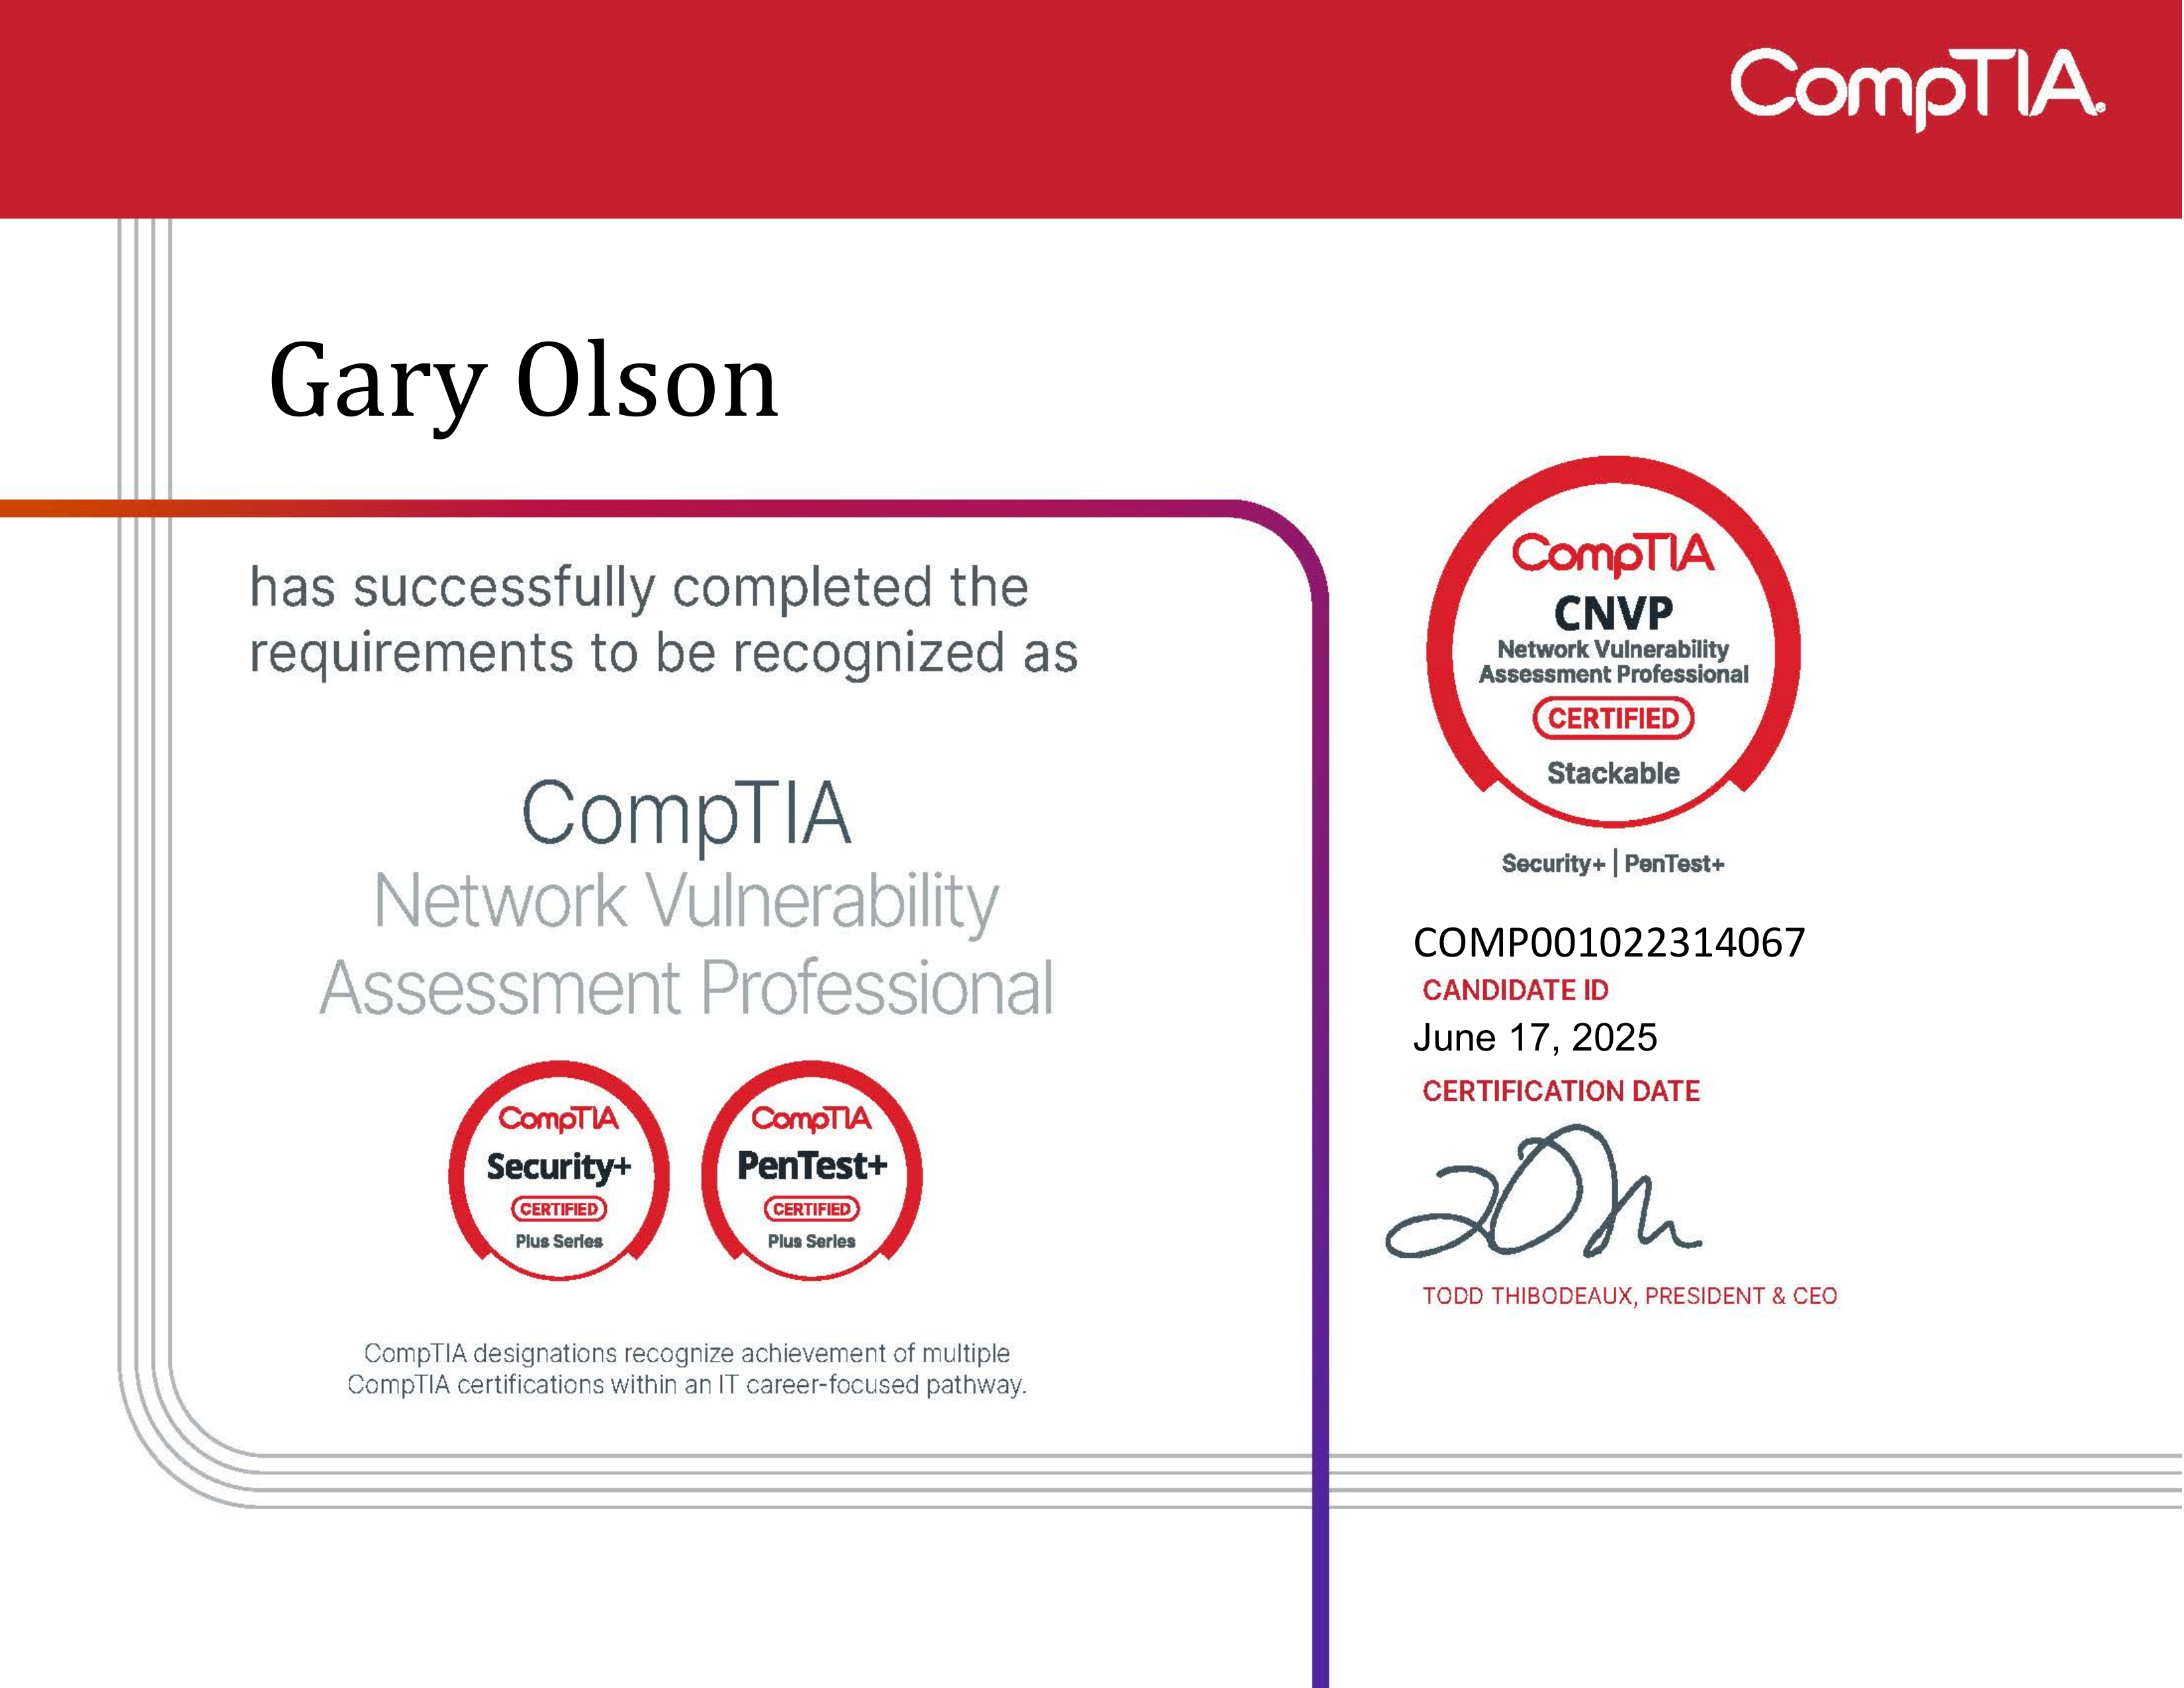 CompTIA.
Gary Olson
has successfully completed the
requirements to be recognized as
CompTIA
Network Vulnerability
Assessment Professional
CompTIA
Security+
CERTIFIED
Plus Series
CompTIA
PenTest+
CERTIFIED
Plus Series
CompTIA designations recognize achievement of multiple
CompTIA certifications within an IT career-focused pathway.
CompTIA
CNVP
Network Vulnerability
Assessment Professional
CERTIFIED
Stackable
Security+ | PenTest+
COMP001022314067
CANDIDATE ID
June 17, 2025
CERTIFICATION DATE
TODD THIBODEAUX, PRESIDENT & CEO